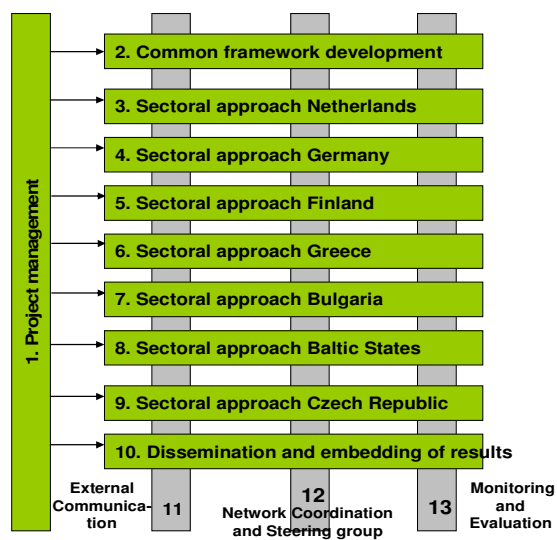 1. Project management
2. Common framework development
3. Sectoral approach Netherlands
4. Sectoral approach Germany
5. Sectoral approach Finland
6. Sectoral approach Greece
7. Sectoral approach Bulgaria
8. Sectoral approach Baltic States
9. Sectoral approach Czech Republic
10. Dissemination and embedding of results
External
Communica-
tion
11
12
Network Coordination
and Steering group
13
Monitoring
and
Evaluation